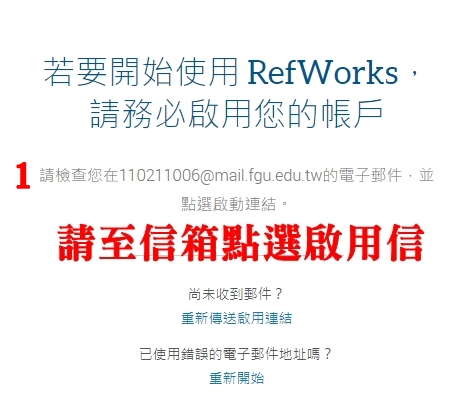 若要開始使用 RefWorks，
請務必啟用您的帳戶
1 請檢查您在110211006@mail.fgu.edu.tw的電子郵件，並
點選啟動連結。
請至信箱點選啟用信
尚未收到郵件？
重新傳送啟用連結
已使用錯誤的電子郵件地址嗎？
重新開始